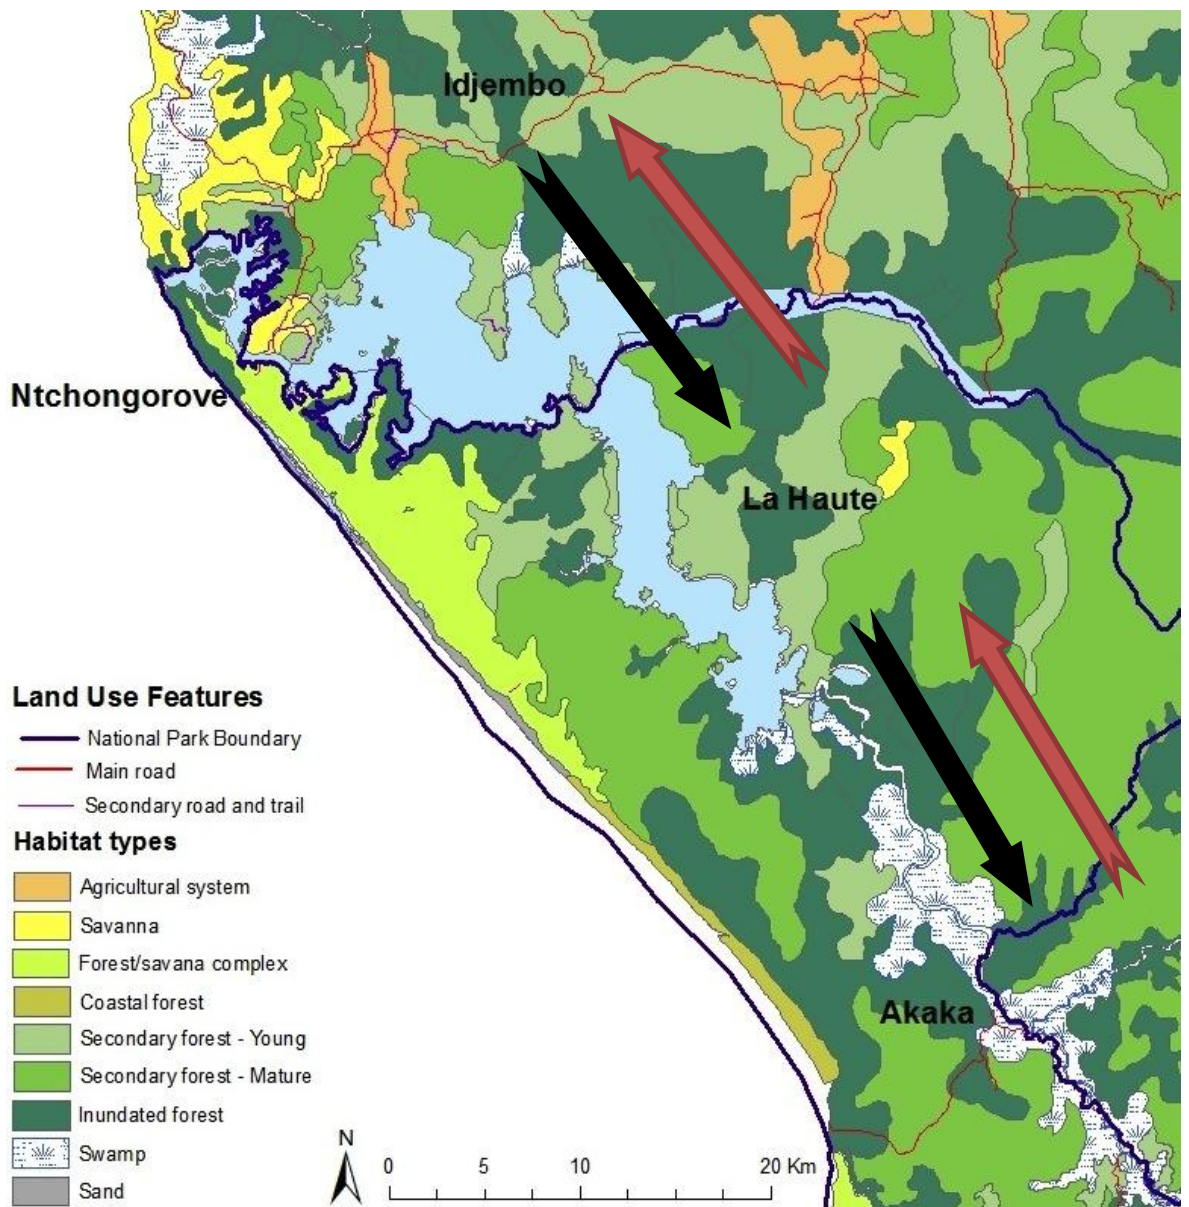 Idjembo
Ntchongorove
La Haute
Akaka
Land Use Features
National Park Boundary
Main road
Secondary road and trail
Habitat types
Agricultural system
Savanna
Forest/savana complex
Coastal forest
Secondary forest - Young
Secondary forest - Mature
Inundated forest
Swamp
Sand
N
0 5 10 20 Km